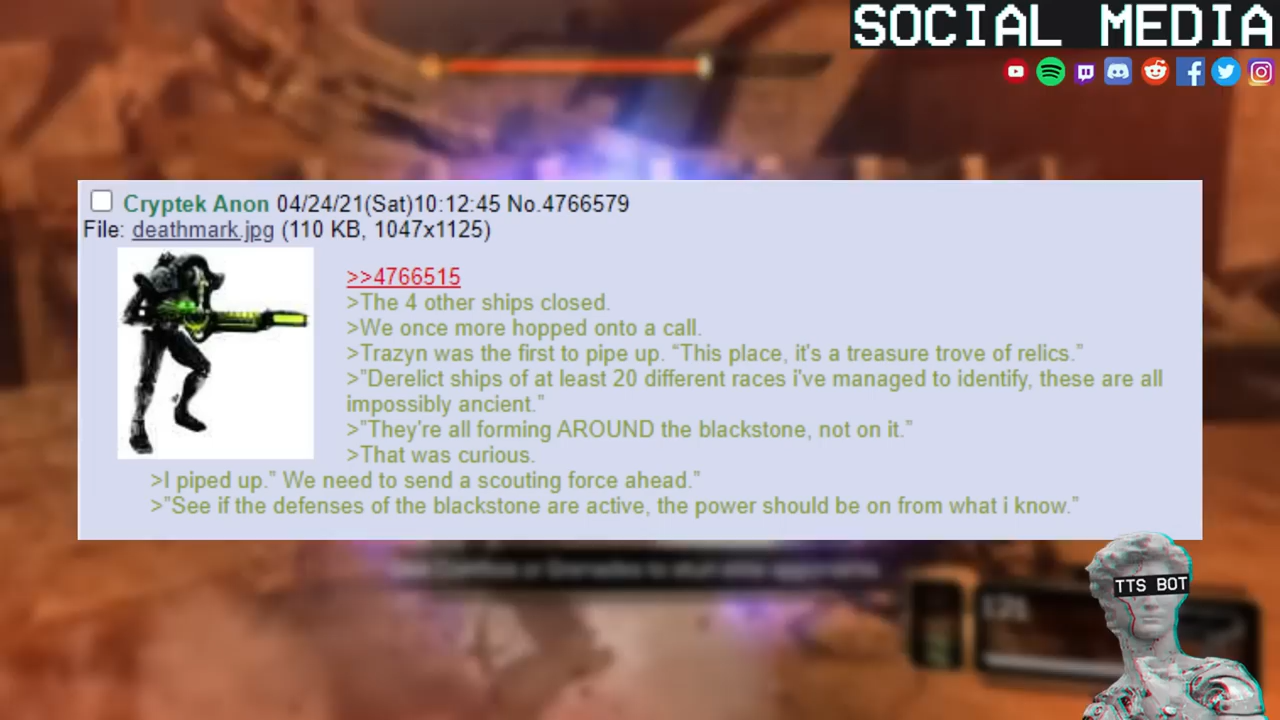 SOCIAL MEDIA
Cryptek Anon 04/24/21(Sat)10:12:45 No.4766579
File: deathmark.jpg (110 KB, 1047x1125)
>>4766515
>The 4 other ships closed.
>We once more hopped onto a call.
>Trazyn was the first to pipe up. “This place, it's a treasure trove of relics.”
>”Derelict ships of at least 20 different races i've managed to identify, these are all
impossibly ancient.”
>”They're all forming AROUND the blackstone, not on it.”
>That was curious.
>I piped up.” We need to send a scouting force ahead.”
>”See if the defenses of the blackstone are active, the power should be on from what i know.”
TTS BOT